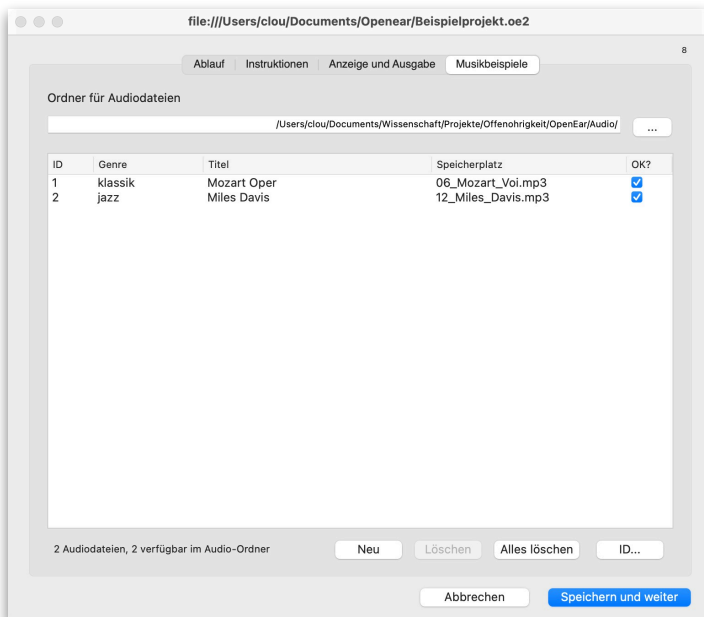 file:///Users/clou/Documents/Openear/Beispielprojekt.oe2
8
Ablauf Instruktionen Anzeige und Ausgabe Musikbeispiele
Ordner für Audiodateien
/Users/clou/Documents/Wissenschaft/Projekte/Offenohrigkeit/OpenEar/Audio/ ...
ID Genre Titel Speicherplatz OK?
1 klassik Mozart Oper 06_Mozart_Voi.mp3
2 jazz Miles Davis 12_Miles_Davis.mp3
2 Audiodateien, 2 verfügbar im Audio-Ordner Neu Löschen Alles löschen ID...
Abbrechen Speichern und weiter